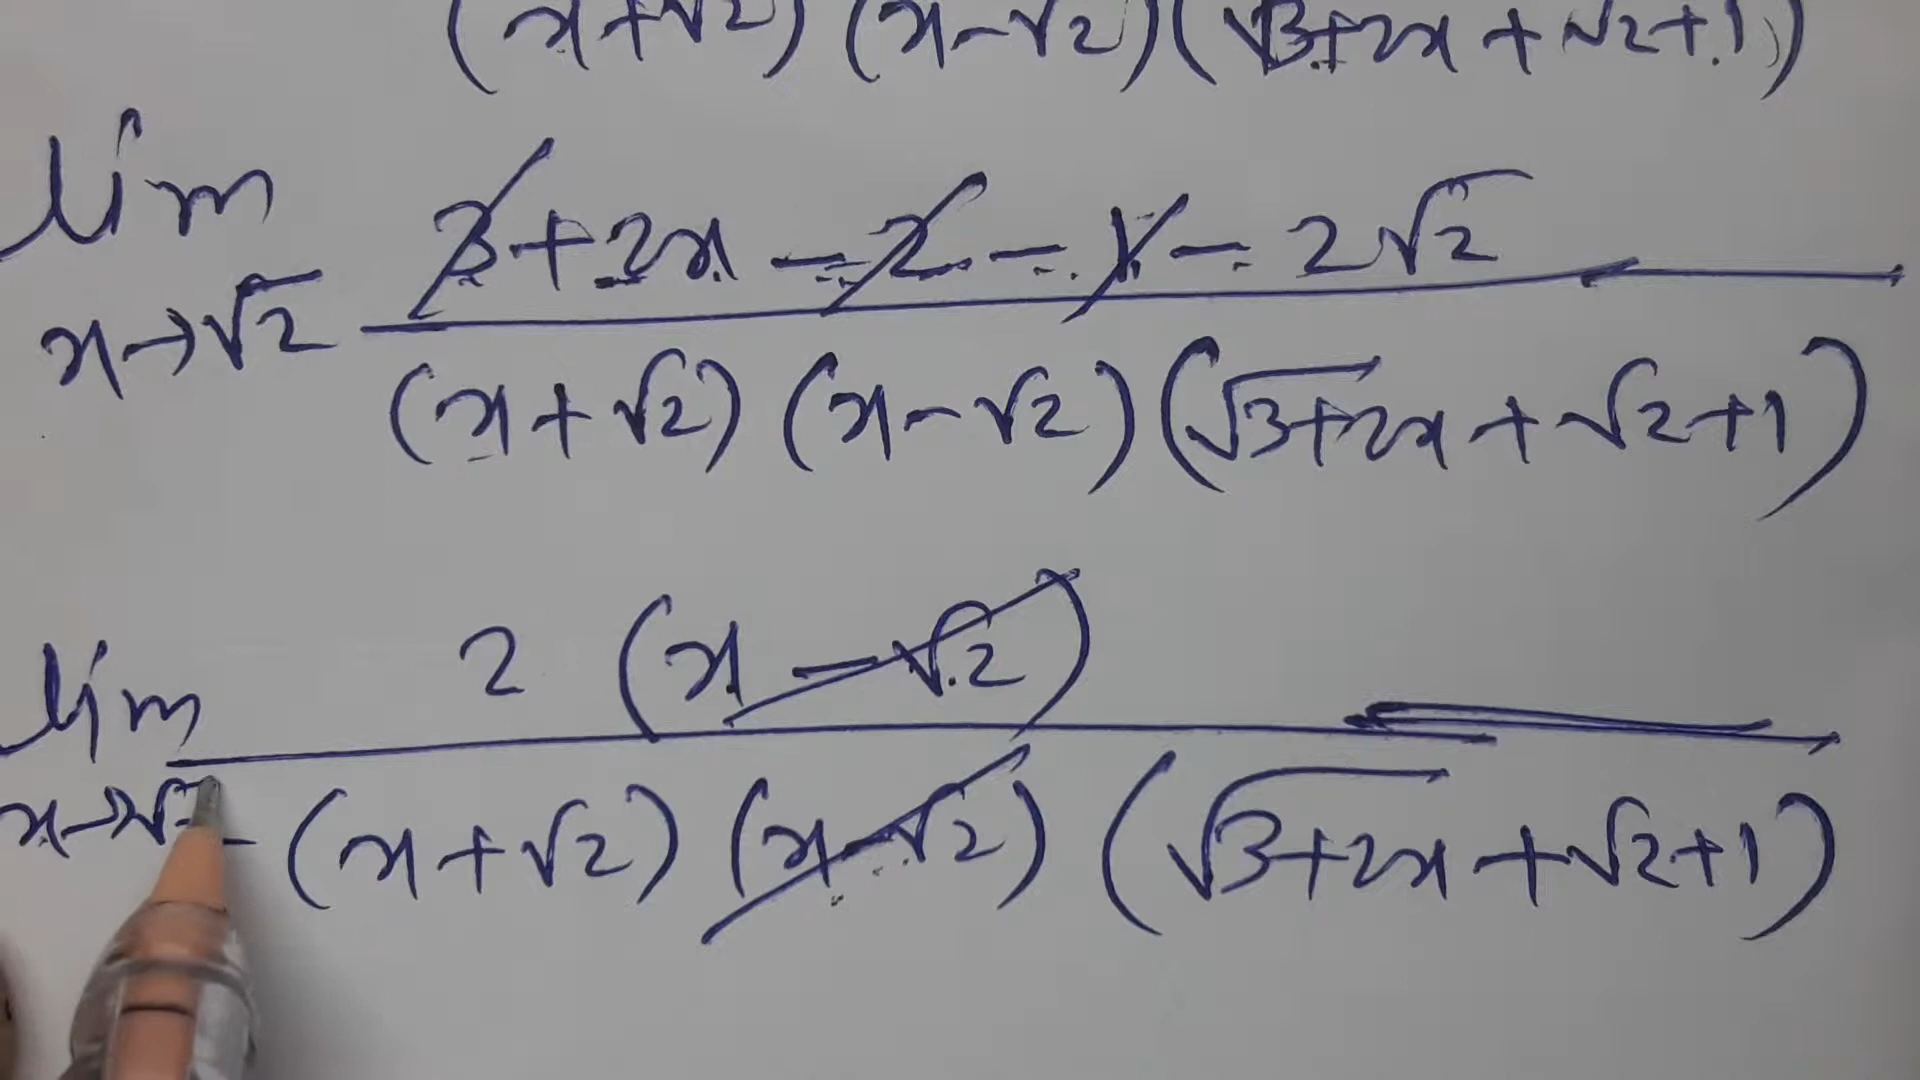 (x+√2) (x-√2) (√3+2x + √2+1)
lim 3+2x - 2 - 1 - 2√2
x→√2 (x+√2) (x-√2) (√3+2x + √2+1)
lim 2 (x - √2)
x→√2 (x+√2) (x-√2) (√3+2x + √2+1)